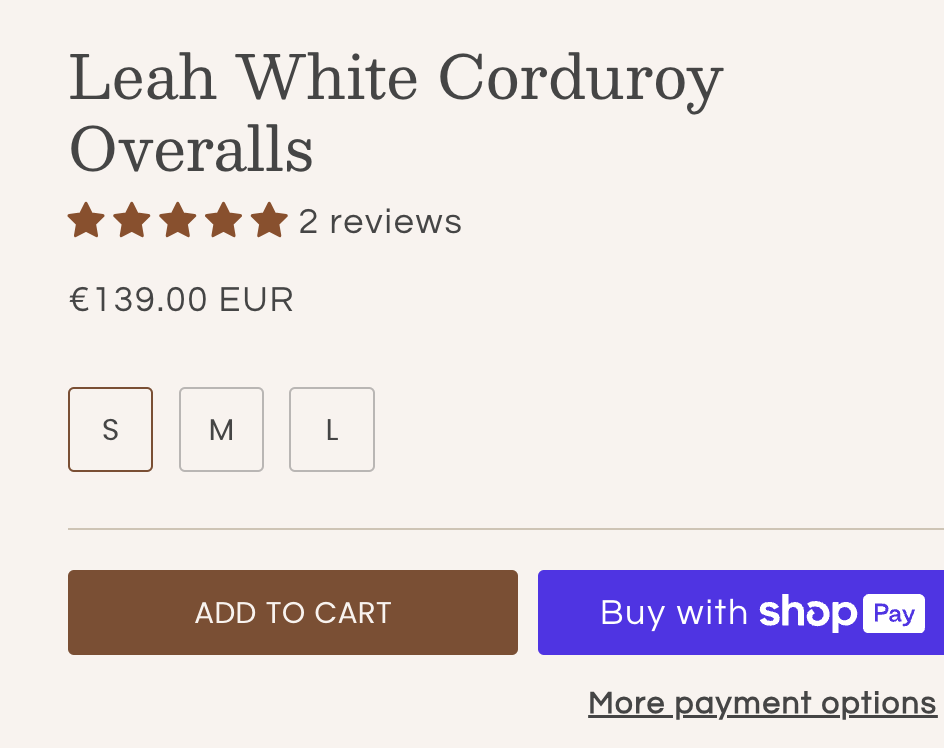 Leah White Corduroy
Overalls
2 reviews
€139.00 EUR
S M L
ADD TO CART
Buy with shop Pay
More payment options